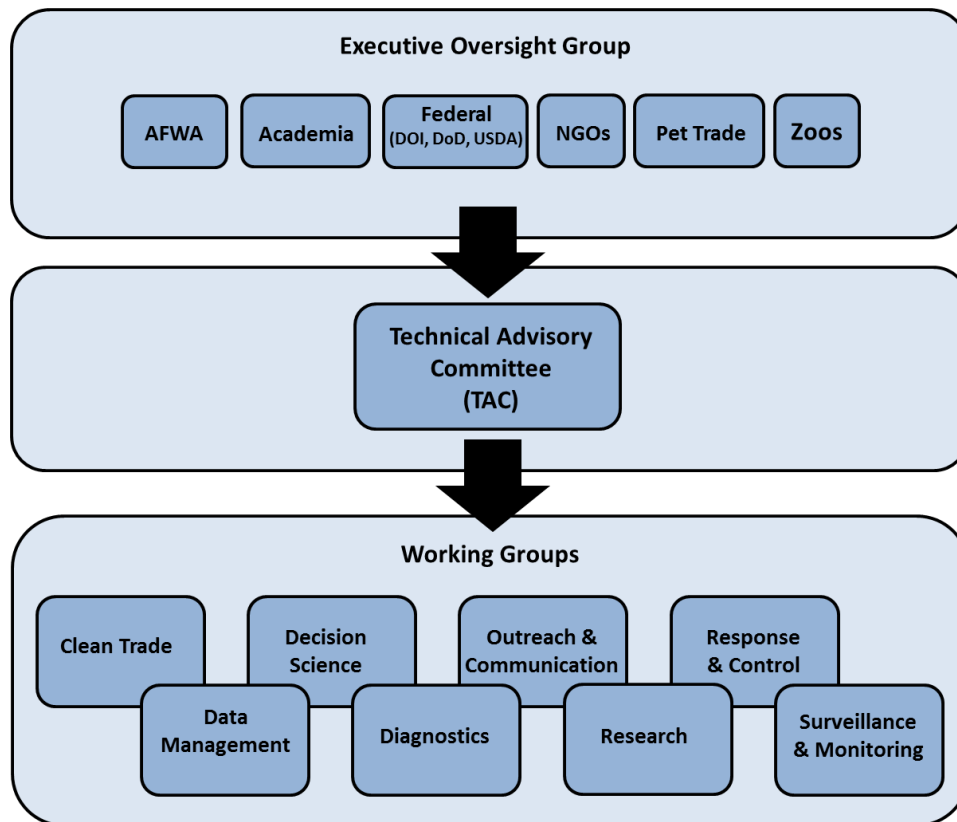 Executive Oversight Group
AFWA
Academia
Federal
(DOI, DoD, USDA)
NGOs
Pet Trade
Zoos
Technical Advisory
Committee
(TAC)
Working Groups
Clean Trade
Decision
Science
Outreach &
Communication
Response
& Control
Data
Management
Diagnostics
Research
Surveillance
& Monitoring